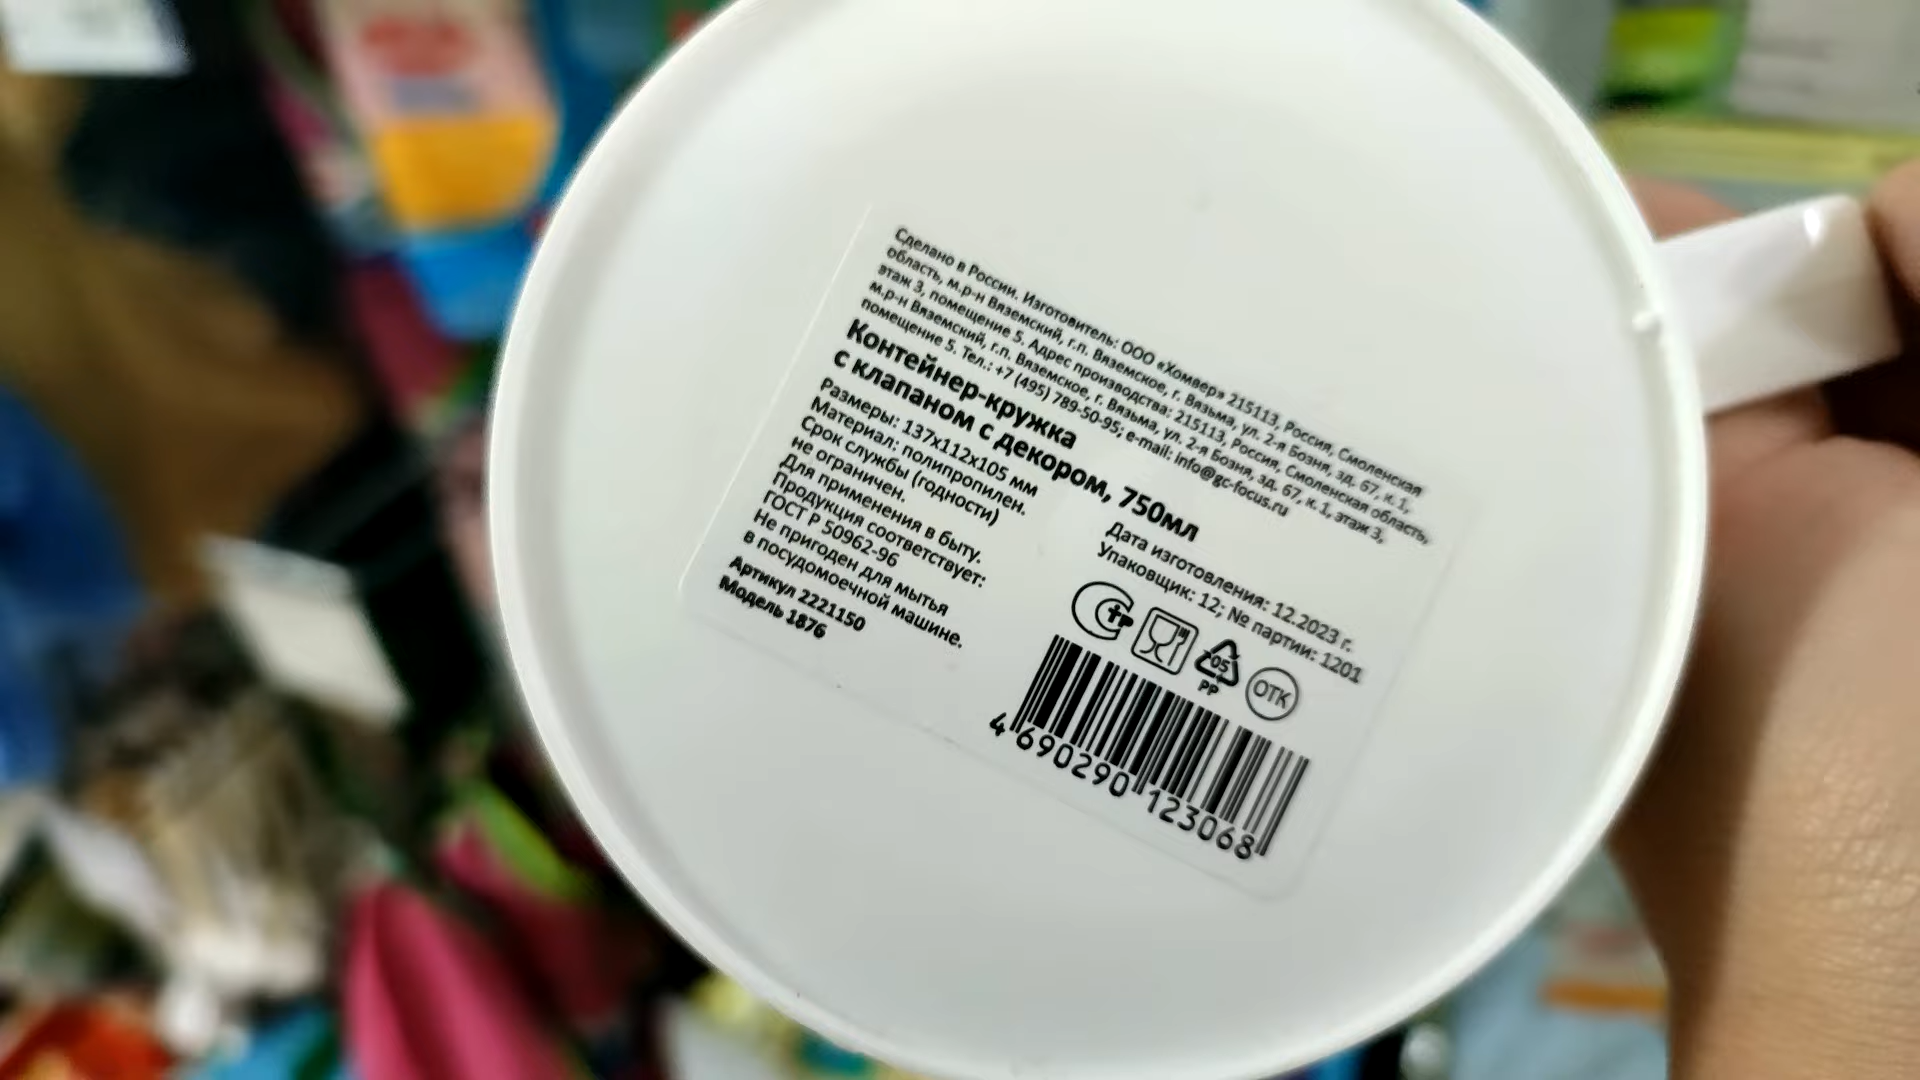 Сделано в России. Изготовитель: ООО «Хомвер» 215113, Россия, Смоленская
область, м.р-н Вяземский, г.п. Вяземское, г. Вязьма, ул. 2-я Бозня, зд. 67, к. 1,
этаж 3, помещение 5. Адрес производства: 215113, Россия, Смоленская область,
м.р-н Вяземский, г.п. Вяземское, г. Вязьма, ул. 2-я Бозня, зд. 67, к. 1, этаж 3,
помещение 5. Тел.: +7 (495) 789-50-95; e-mail: info@gc-focus.ru
Контейнер-кружка
с клапаном с декором, 750мл
Размеры: 137х112х105 мм
Материал: полипропилен.
Срок службы (годности)
не ограничен.
Для применения в быту.
Продукция соответствует:
ГОСТ Р 50962-96
Не пригоден для мытья
в посудомоечной машине.
Артикул 2221150
Модель 1876
Дата изготовления: 12.2023 г.
Упаковщик: 12; № партии: 1201
05
PP
ОТК
4 690290 123068